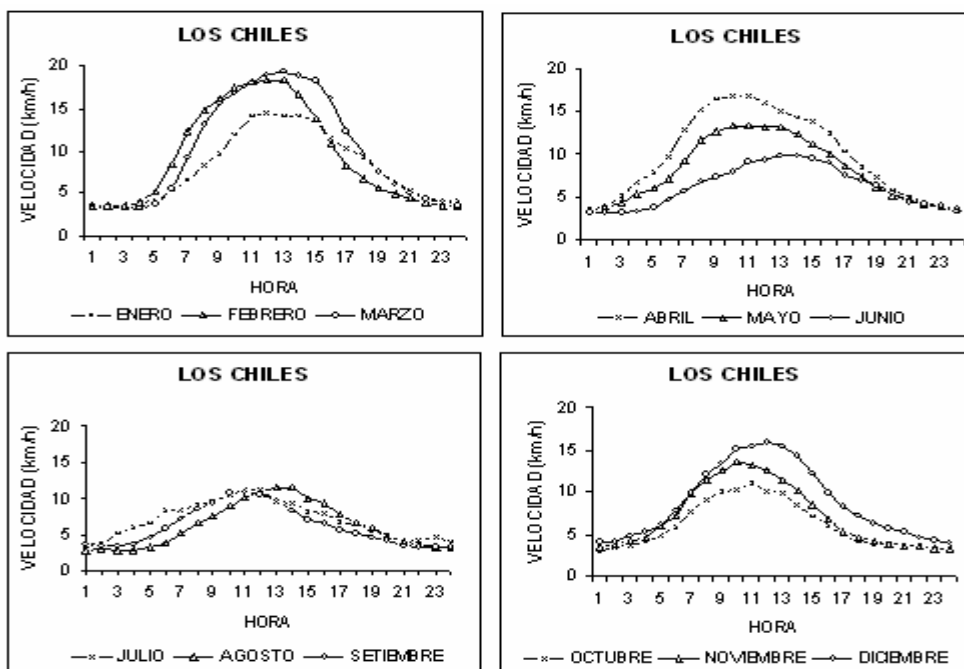 LOS CHILES
VELOCIDAD (km/h)
20
15
10
5
0
1 3 5 7 9 11 13 15 17 19 21 23
HORA
ENERO FEBRERO MARZO
LOS CHILES
VELOCIDAD (km/h)
20
15
10
5
0
1 3 5 7 9 11 13 15 17 19 21 23
HORA
ABRIL MAYO JUNIO
LOS CHILES
VELOCIDAD (km/h)
20
15
10
5
0
1 3 5 7 9 11 13 15 17 19 21 23
HORA
JULIO AGOSTO SETIEMBRE
LOS CHILES
VELOCIDAD (km/h)
20
15
10
5
0
1 3 5 7 9 11 13 15 17 19 21 23
HORA
OCTUBRE NOVIEMBRE DICIEMBRE